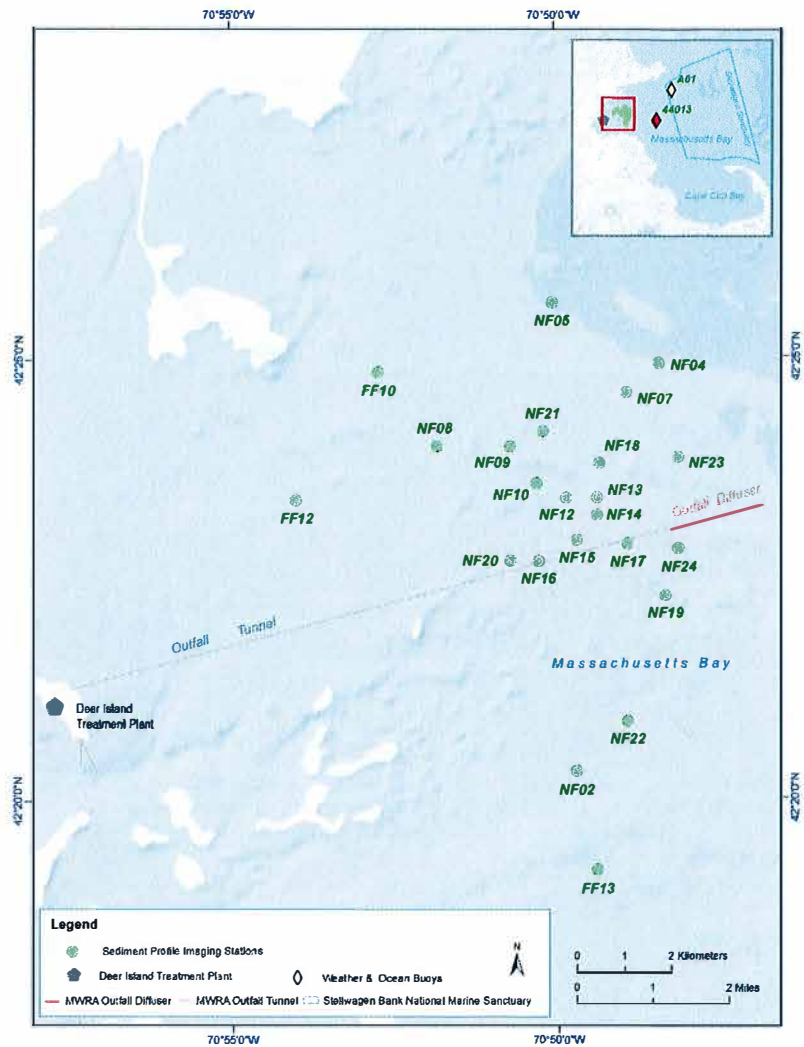 70°55'0"W
70°50'0"W
A01
44013
Stellwagen Sanctuary
Massachusetts Bay
Cape Cod Bay
NF05
42°25'0"N
42°25'0"N
NF04
FF10
NF07
NF08
NF21
NF09
NF18
NF23
NF10
NF13
NF12
NF14
Outfall Diffuser
FF12
NF15
NF17
NF24
NF20
NF16
NF19
Outfall Tunnel
Massachusetts Bay
Deer Island
Treatment Plant
NF22
NF02
42°20'0"N
42°20'0"N
FF13
Legend
Sediment Profile Imaging Stations
Deer Island Treatment Plant
Weather & Ocean Buoys
MWRA Outfall Diffuser
MWRA Outfall Tunnel
Stellwagen Bank National Marine Sanctuary
N
0 1 2 Kilometers
0 1 2 Miles
70°55'0"W
70°50'0"W